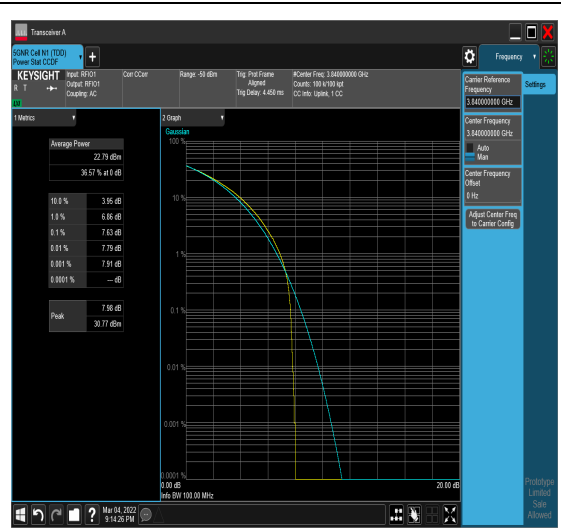 Transceiver A
5GNR Cell N1 (TDD)
Power Stat CCDF
Frequency
KEYSIGHT
R T
LVI
Input: RFIO1
Output: RFIO1
Coupling: AC
Corr CCorr
Range: -50 dBm
Trig: Prot Frame
Aligned
Trig Delay: 4.450 ms
#Center Freq: 3.840000000 GHz
Counts: 100 k/100 kpt
CC Info: Uplink, 1 CC
Carrier Reference
Frequency
3.840000000 GHz
Settings
Center Frequency
3.840000000 GHz
Auto
Man
Center Frequency
Offset
0 Hz
Adjust Center Freq
to Carrier Config
1 Metrics
Average Power
22.79 dBm
36.57 % at 0 dB
10.0 % 3.95 dB
1.0 % 6.86 dB
0.1 % 7.63 dB
0.01 % 7.79 dB
0.001 % 7.91 dB
0.0001 % --- dB
Peak
7.98 dB
30.77 dBm
2 Graph
Gaussian
100 %
10 %
1 %
0.1 %
0.01 %
0.001 %
0.0001 %
0.00 dB
20.00 dB
Info BW 100.00 MHz
Mar 04, 2022
9:14:26 PM
Prototype
Limited
Sale
Allowed